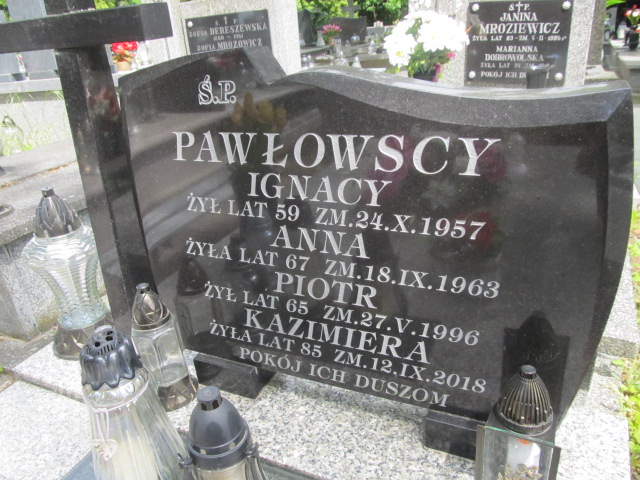 Ś.P.
PAWŁOWSCY
IGNACY
ŻYŁ LAT 59 ZM. 24.X.1957
ANNA
ŻYŁA LAT 67 ZM. 18.IX.1963
PIOTR
ŻYŁ LAT 65 ZM. 27.V.1996
KAZIMIERA
ŻYŁA LAT 85 ZM. 12.IX.2018
POKÓJ ICH DUSZOM
Ś P.
ZOFIA DERESZEWSKA
ZOFIA MROZOWICZ
Ś P.
JANINA
MROZIEWICZ
MARIANNA
DOBROWOLSKA
POKÓJ ICH